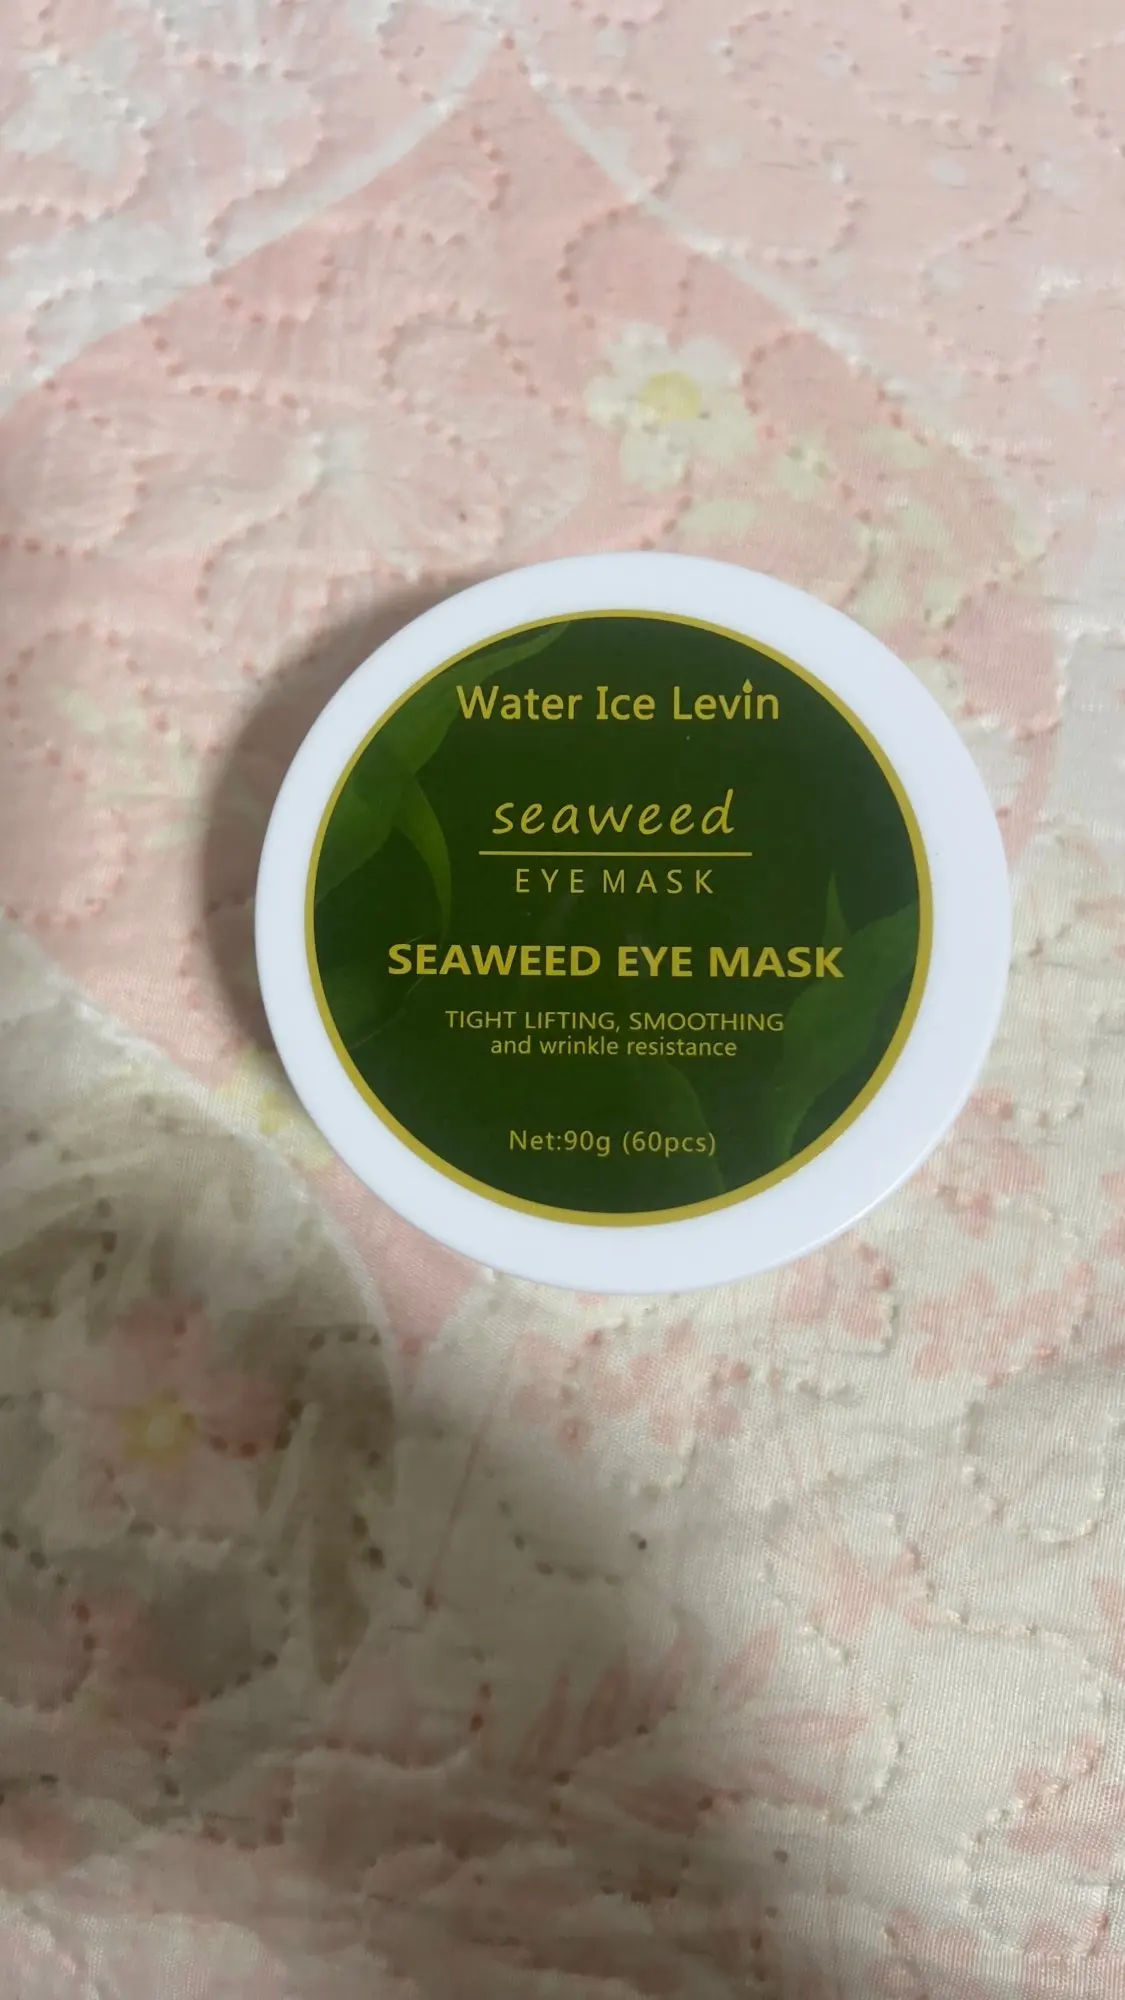 Water Ice Levin
seaweed
EYE MASK
SEAWEED EYE MASK
TIGHT LIFTING, SMOOTHING
and wrinkle resistance
Net:90g (60pcs)